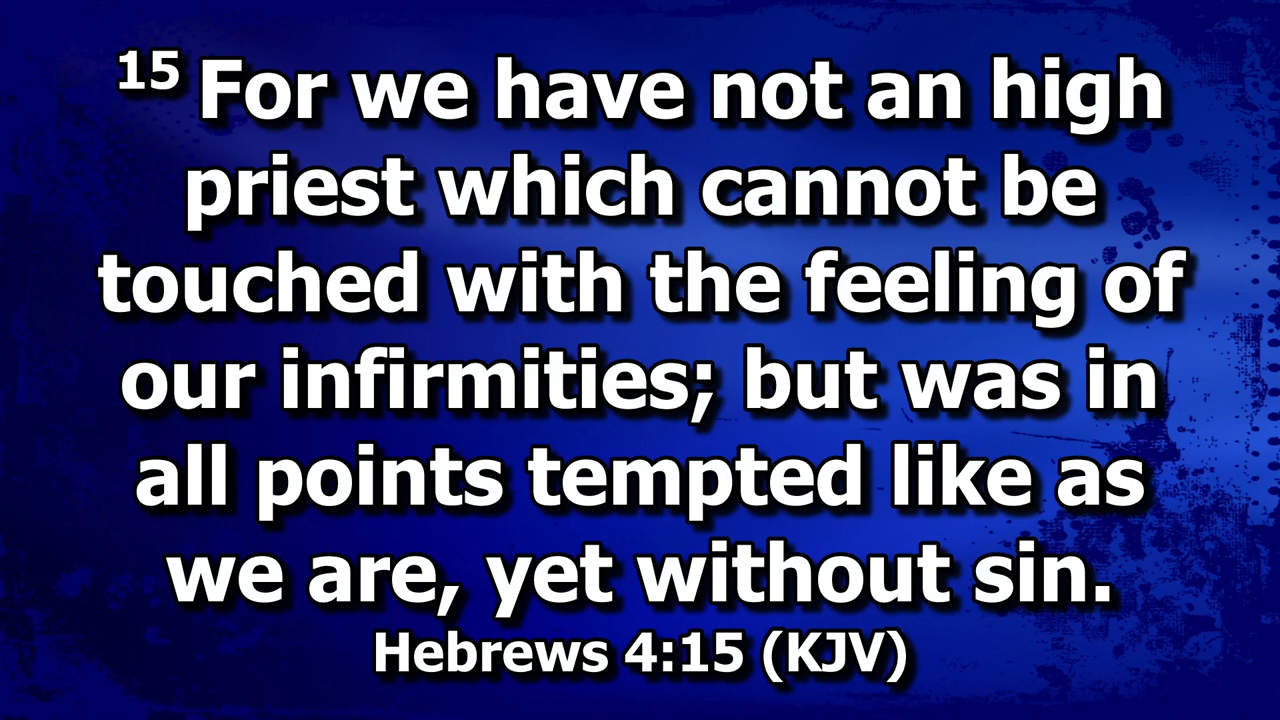 15 For we have not an high
priest which cannot be
touched with the feeling of
our infirmities; but was in
all points tempted like as
we are, yet without sin.
Hebrews 4:15 (KJV)